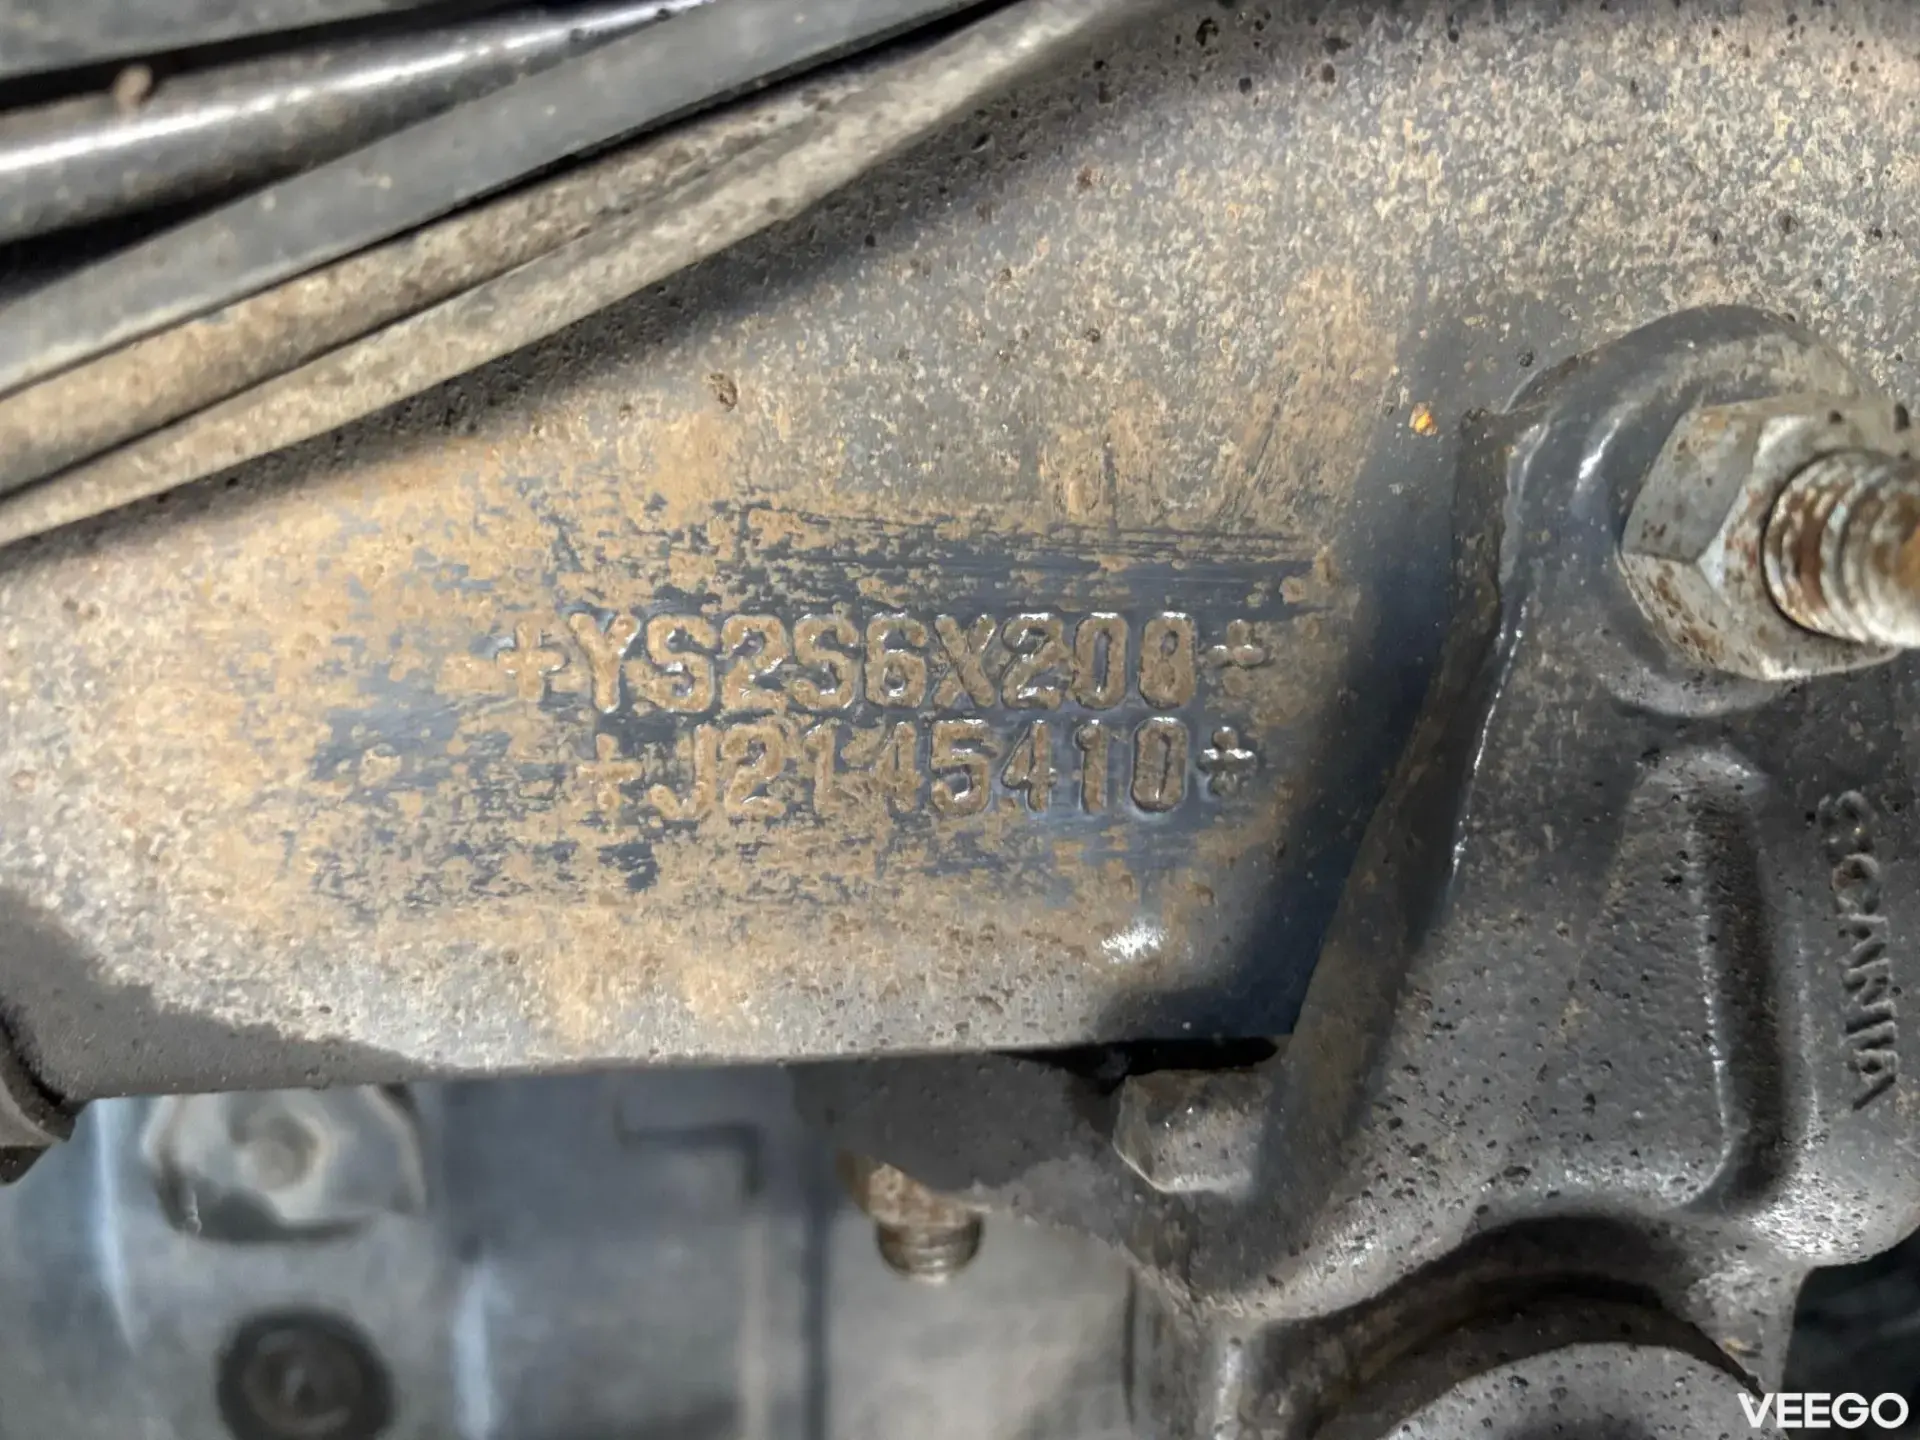 +YS2S6X208+
+J2145410+
SCANIA
VEEGO